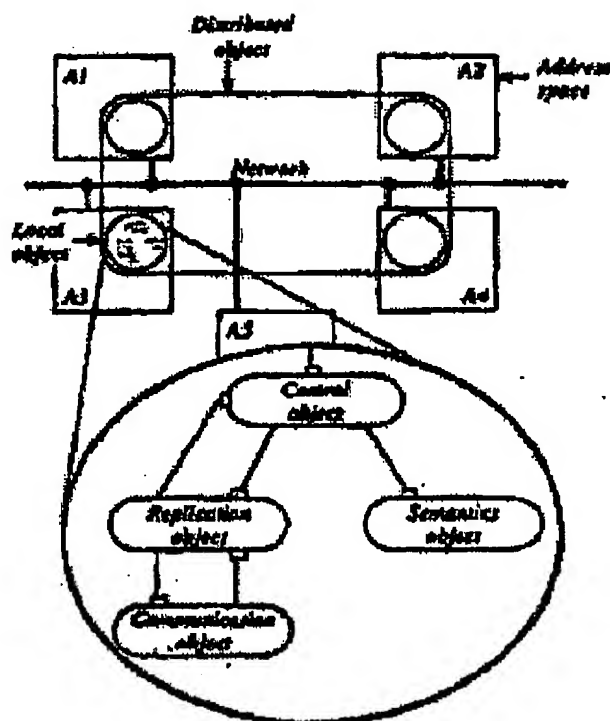 Distributed
object
A1
A2
Address
space
Network
Local
object
A3
A4
A5
Control
object
Replication
object
Semantics
object
Communication
object